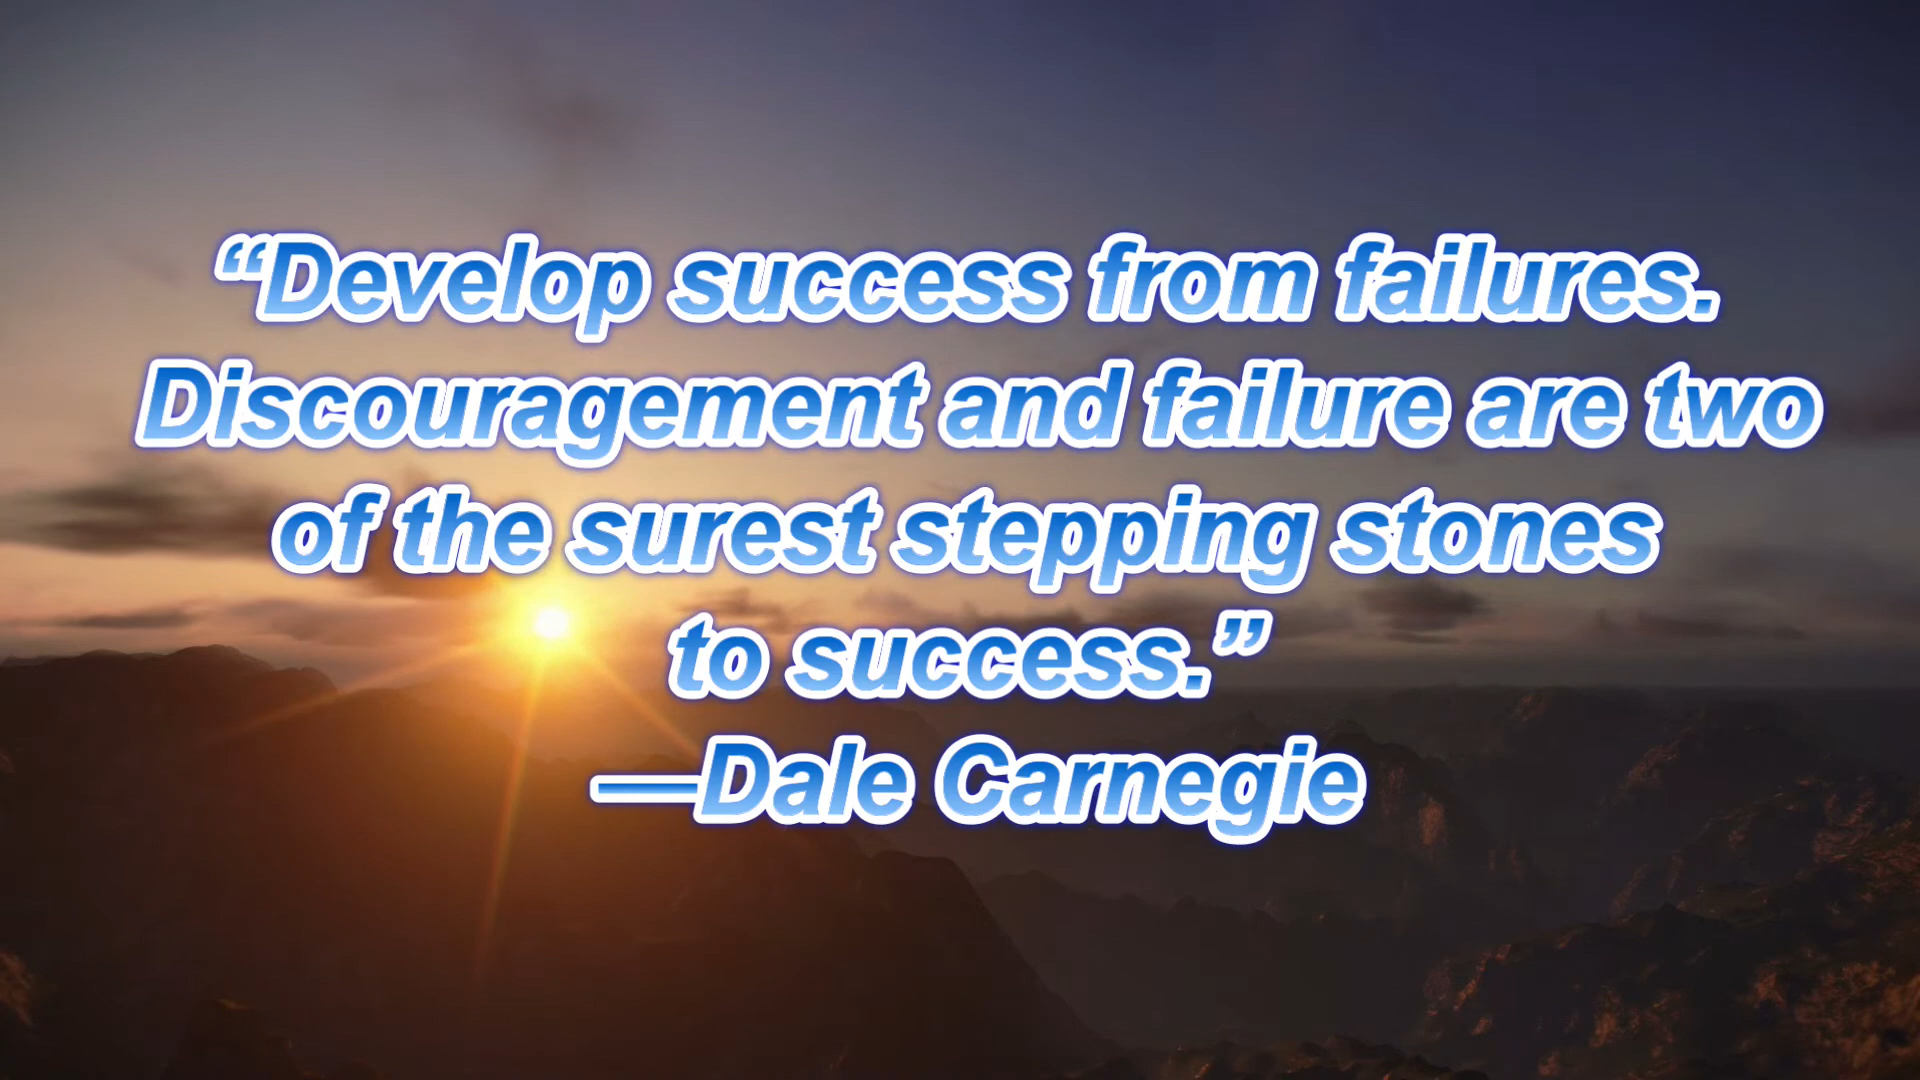 “Develop success from failures.
Discouragement and failure are two
of the surest stepping stones
to success.”
—Dale Carnegie